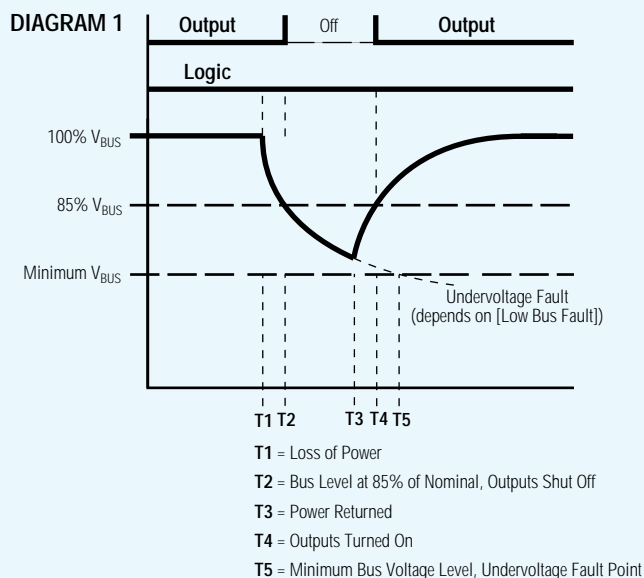 DIAGRAM 1
Output Off Output
Logic
100% VBUS
85% VBUS
Minimum VBUS
Undervoltage Fault
(depends on [Low Bus Fault])
T1 T2 T3 T4 T5
T1 = Loss of Power
T2 = Bus Level at 85% of Nominal, Outputs Shut Off
T3 = Power Returned
T4 = Outputs Turned On
T5 = Minimum Bus Voltage Level, Undervoltage Fault Point